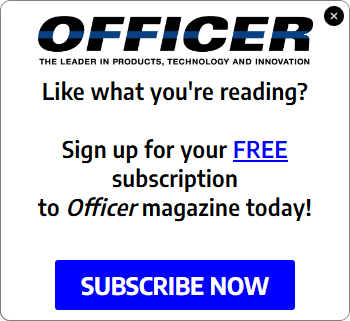 OFFICER
THE LEADER IN PRODUCTS, TECHNOLOGY AND INNOVATION
Like what you're reading?
Sign up for your FREE
subscription
to Officer magazine today!
SUBSCRIBE NOW